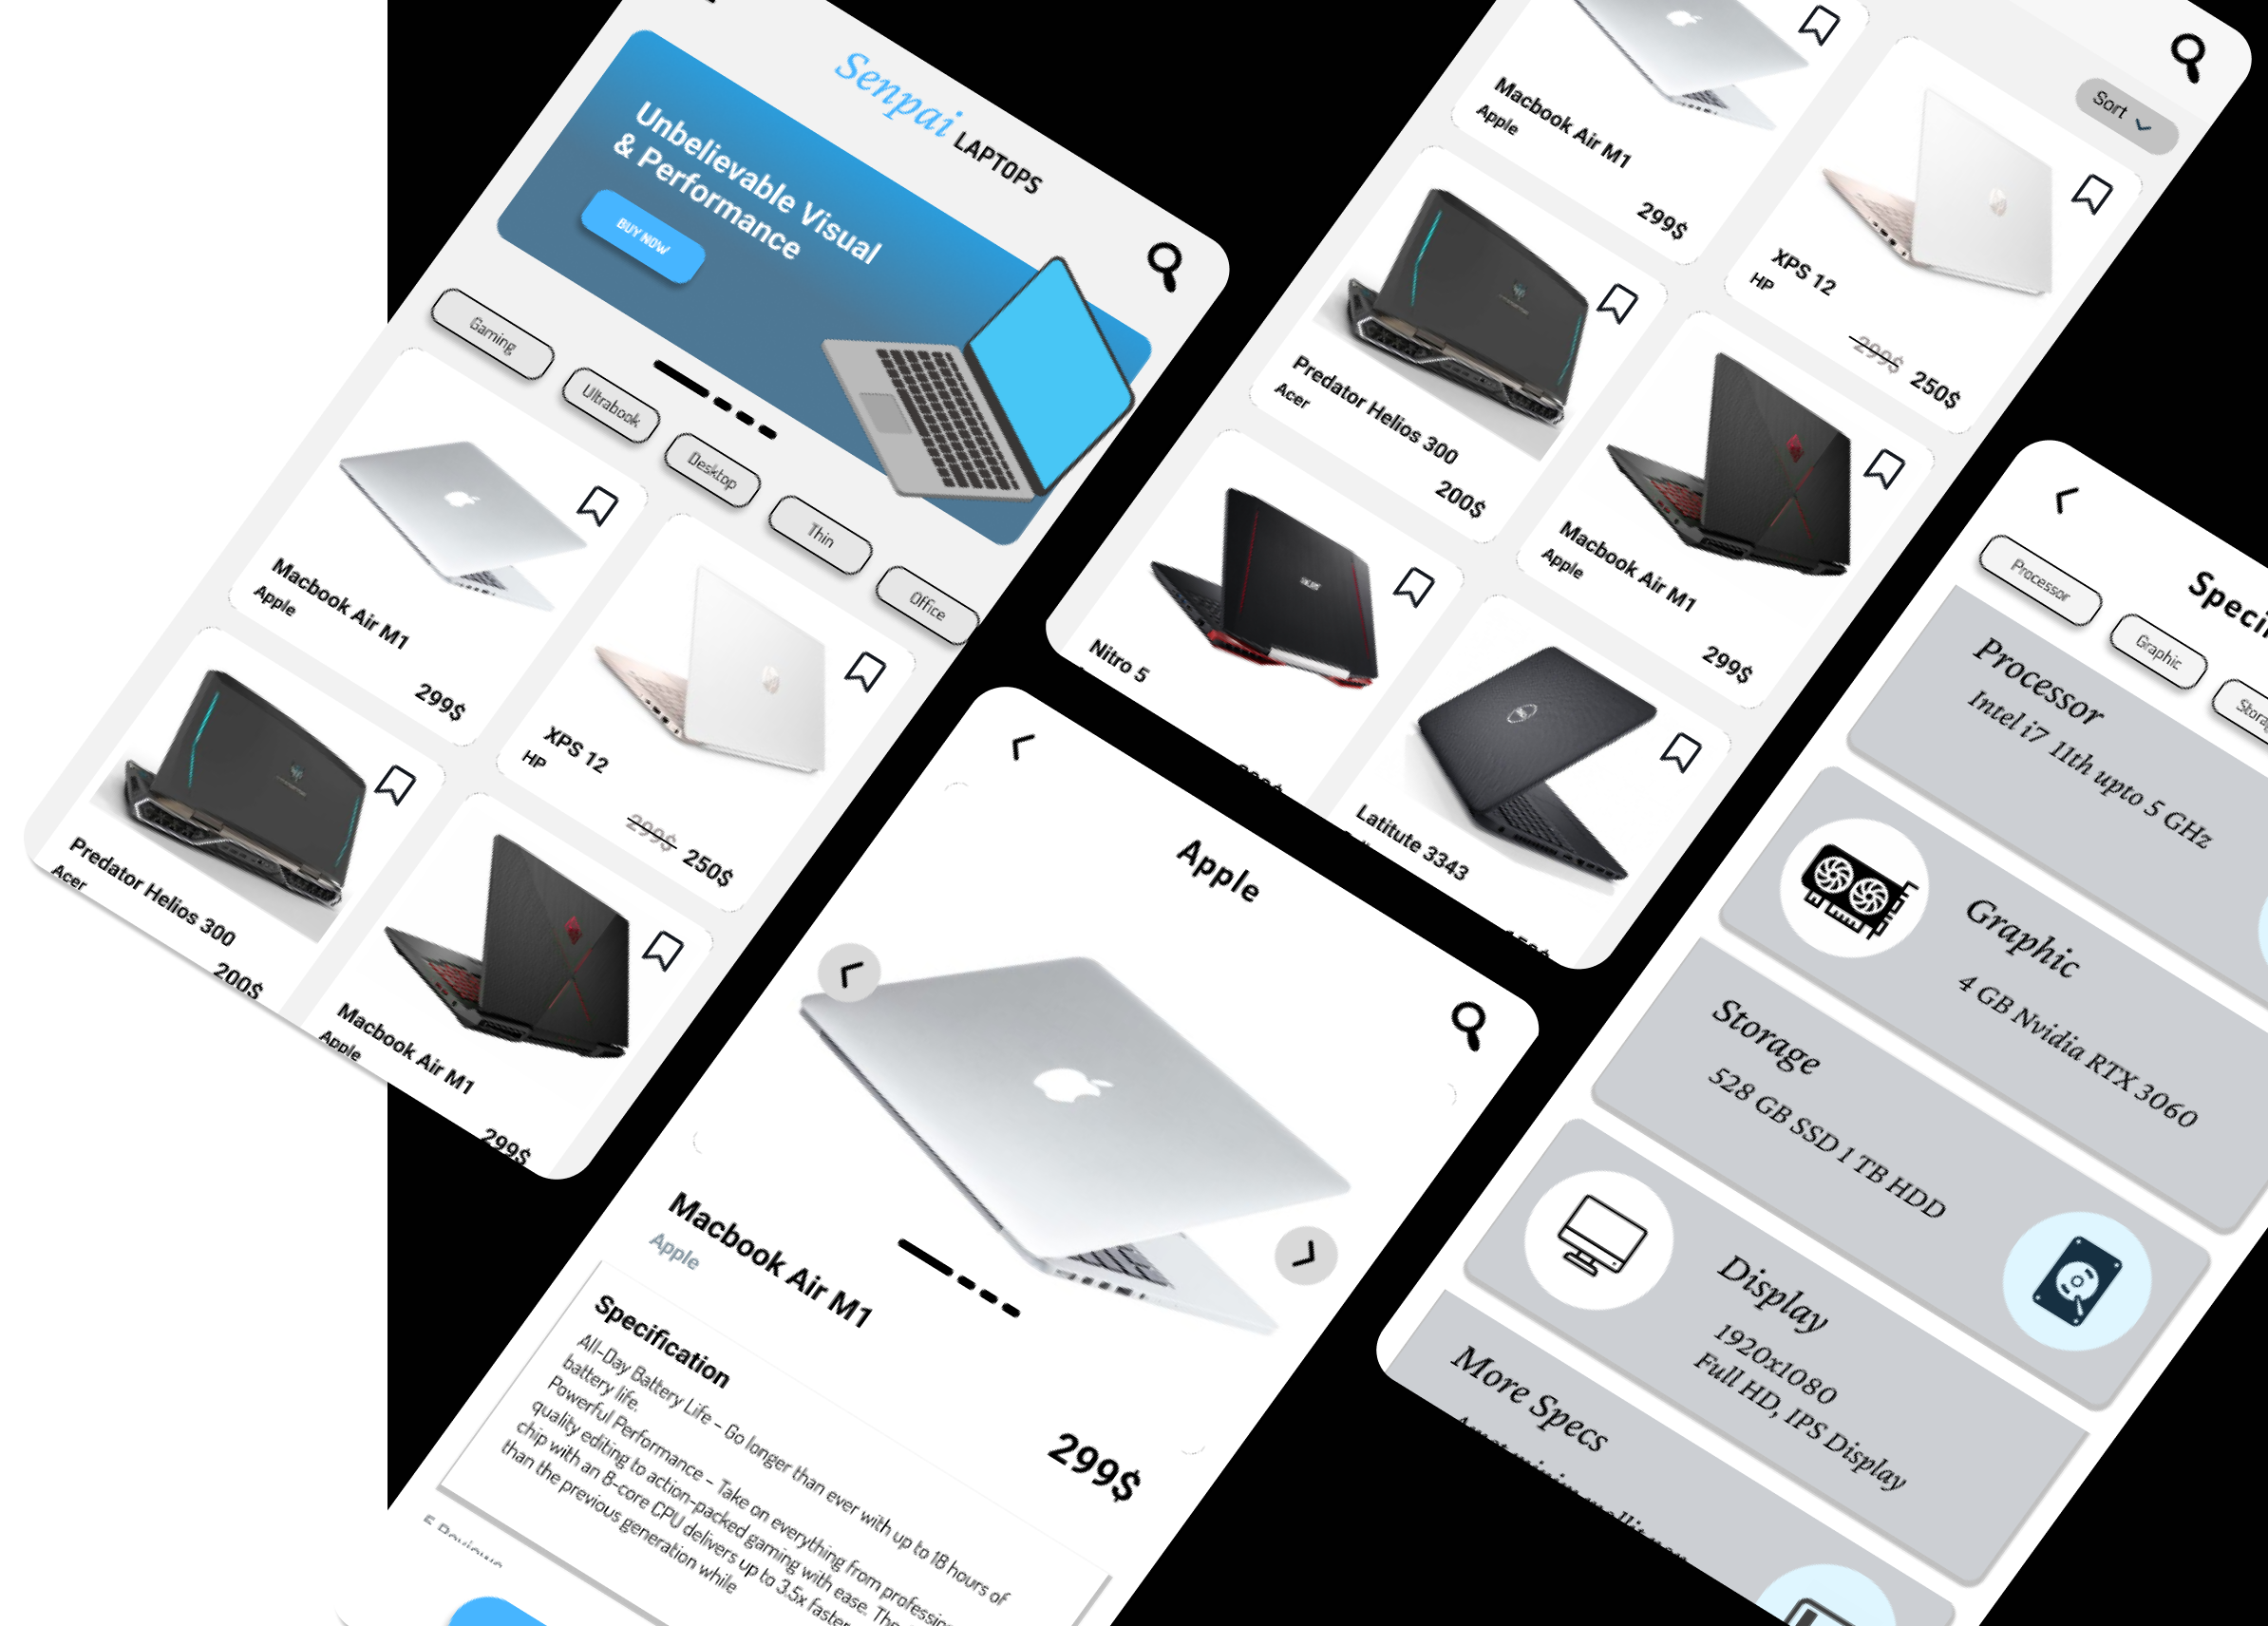 Senpai LAPTOPS
Unbelievable Visual
& Performance
BUY NOW
Gaming
Ultrabook
Desktop
Thin
Office
Macbook Air M1
Apple
299$
XPS 12
HP
299$ 250$
Predator Helios 300
Acer
200$
Macbook Air M1
Apple
299$
Sort
Macbook Air M1
Apple
299$
XPS 12
HP
299$ 250$
Predator Helios 300
Acer
200$
Macbook Air M1
Apple
299$
Nitro 5
Latitute 3343
Apple
Macbook Air M1
Apple
299$
Specification
All-Day Battery Life – Go longer than ever with up to 18 hours of
battery life.
Powerful Performance – Take on everything from
quality editing to action-packed gaming with ease. The
chip with an 8-core CPU delivers up to 3.5x faster
than the previous generation while
5 Reviews
Processor
Graphic
Processor
Intel i7 11th upto 5 GHz
Graphic
4 GB Nvidia RTX 3060
Storage
528 GB SSD 1 TB HDD
Display
1920x1080
Full HD, IPS Display
More Specs